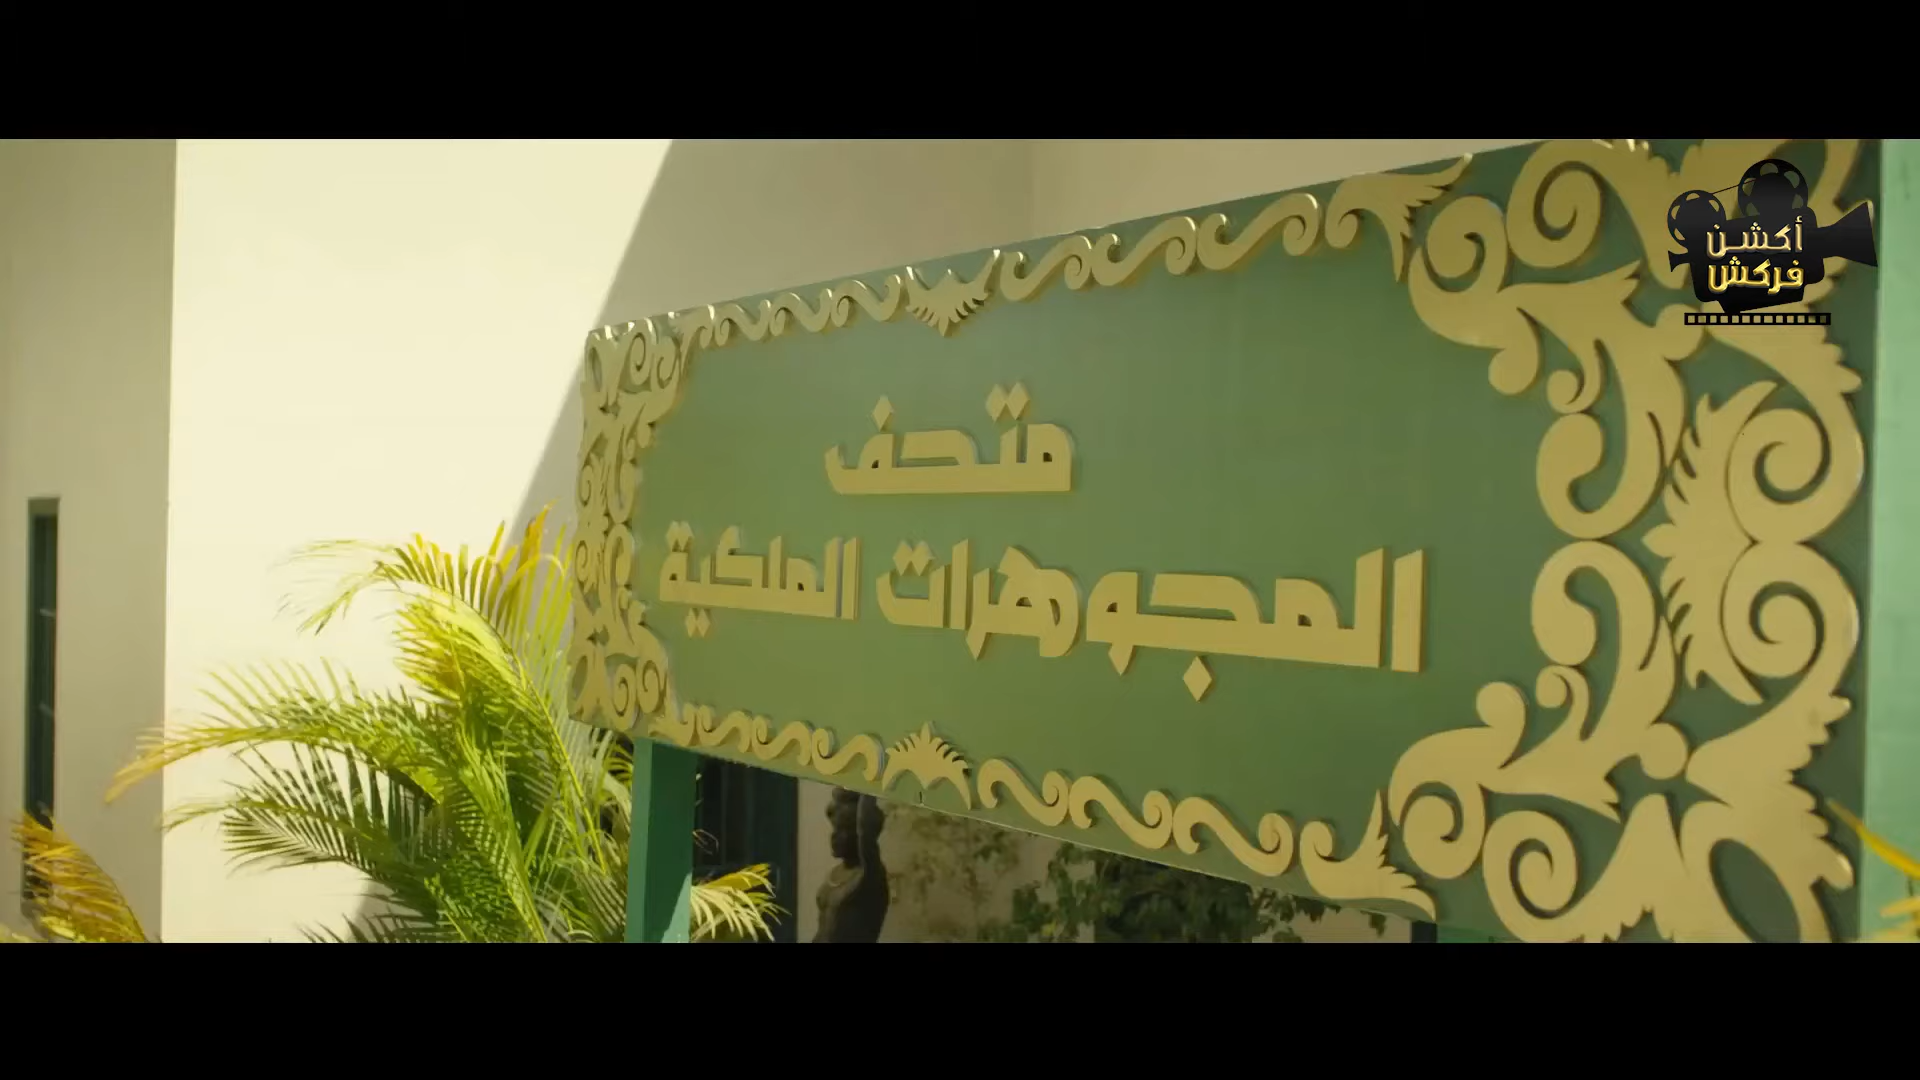 متحف
المجوهرات الملكية
أكشن
فركش